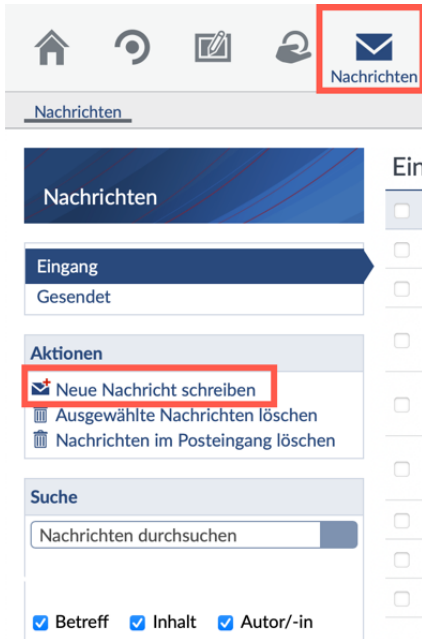 Nachrichten
Nachrichten
Nachrichten
Eingang
Gesendet
Aktionen
Neue Nachricht schreiben
Ausgewählte Nachrichten löschen
Nachrichten im Posteingang löschen
Suche
Nachrichten durchsuchen
Betreff Inhalt Autor/-in